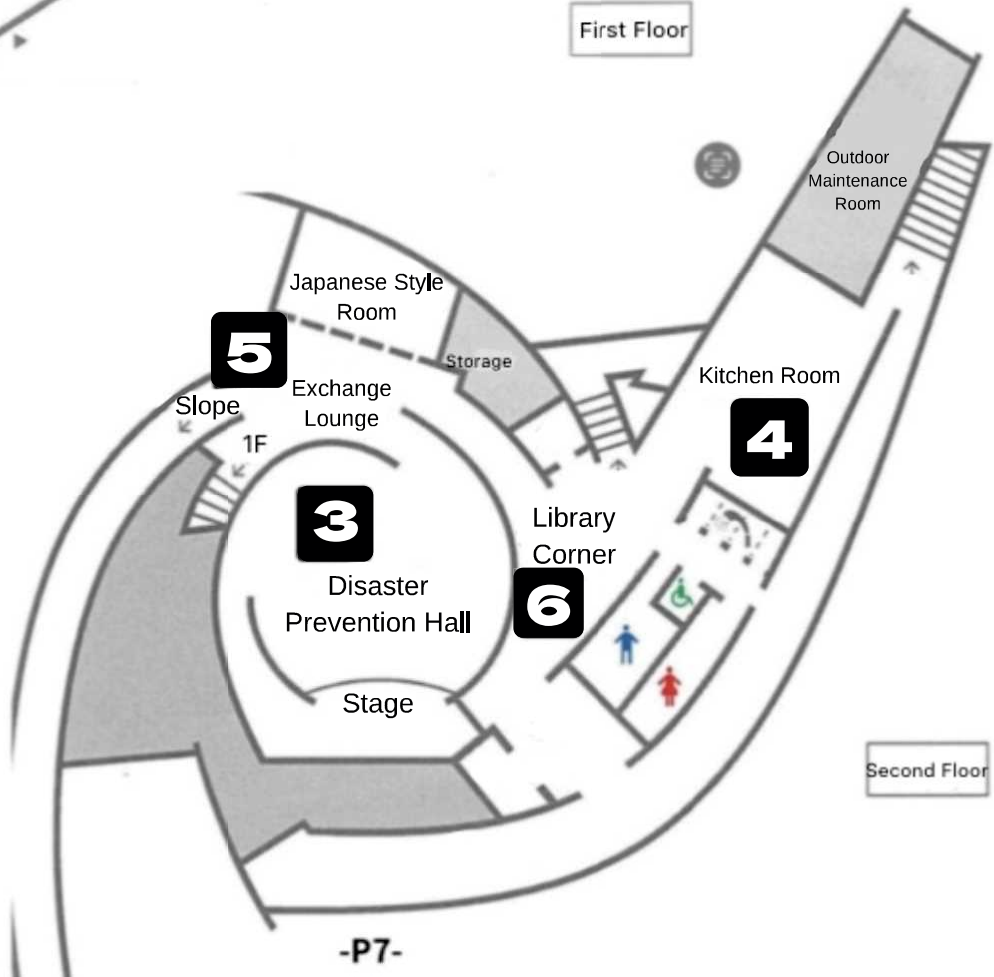 First Floor
Outdoor
Maintenance
Room
Japanese Style
Room
Storage
5
Exchange
Lounge
Kitchen Room
4
Slope
1F
3
Library
Corner
Disaster
Prevention Hall
6
Stage
Second Floor
-P7-